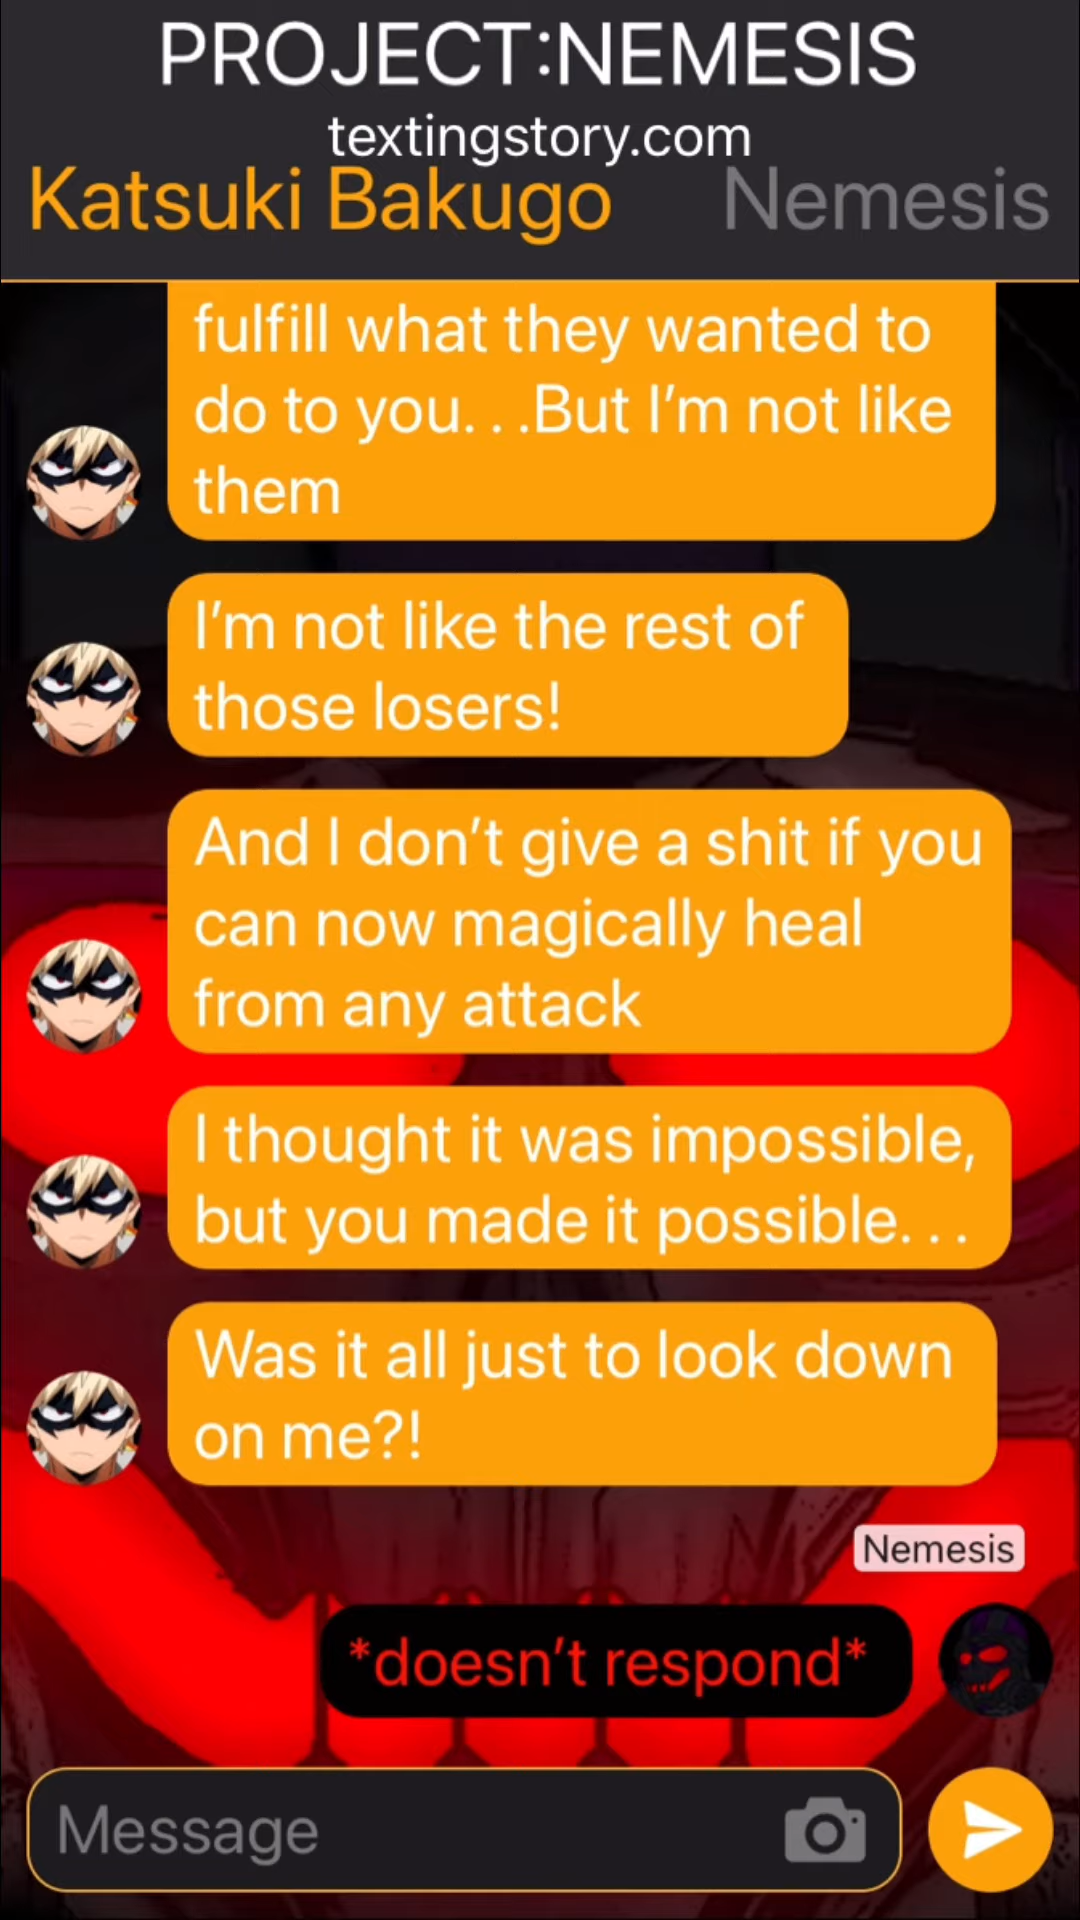 PROJECT:NEMESIS
textingstory.com
Katsuki Bakugo Nemesis
fulfill what they wanted to
do to you. . .But I’m not like
them
I’m not like the rest of
those losers!
And I don’t give a shit if you
can now magically heal
from any attack
I thought it was impossible,
but you made it possible. . .
Was it all just to look down
on me?!
Nemesis
*doesn’t respond*
Message